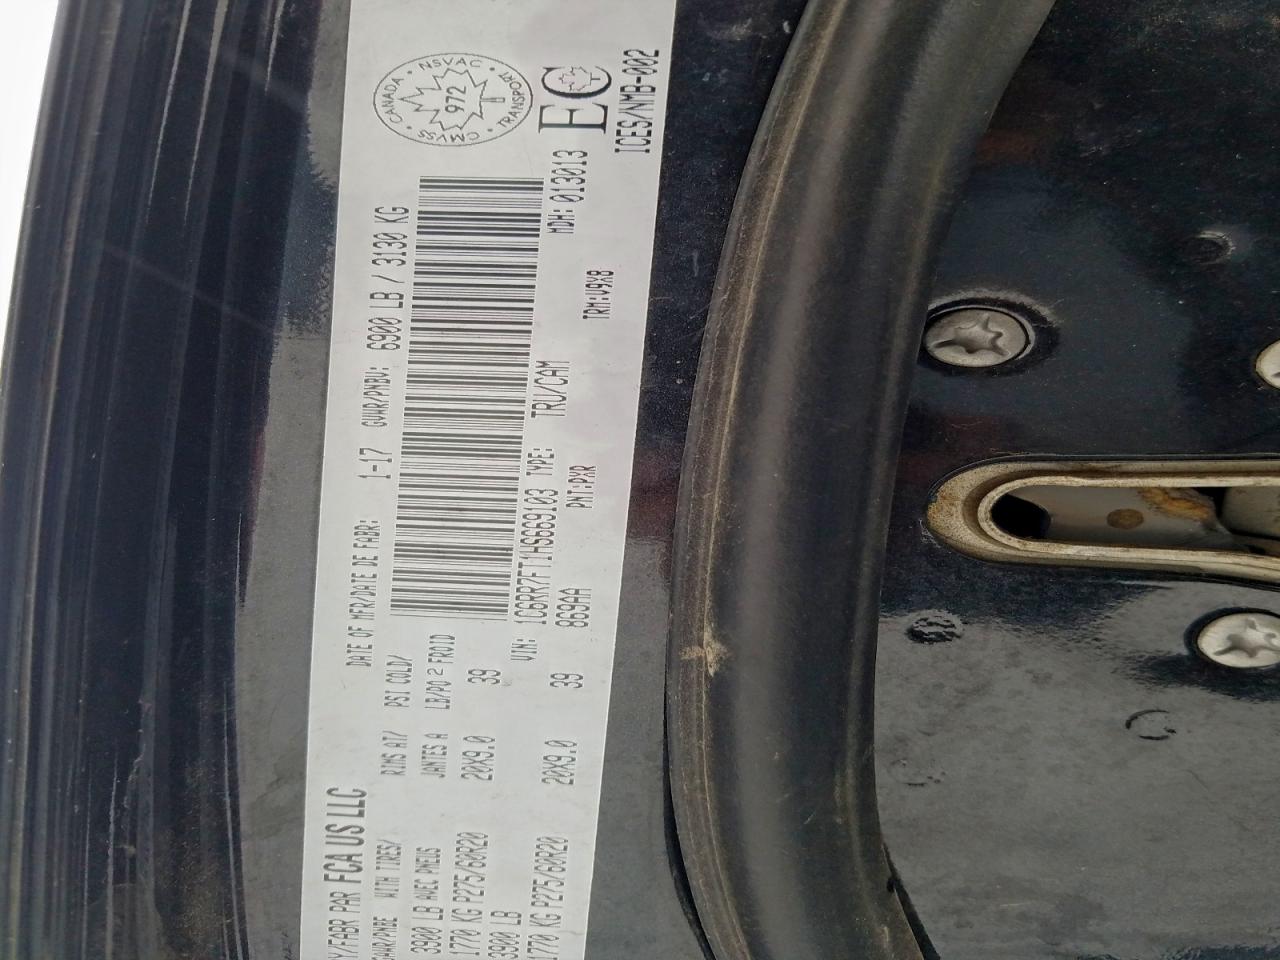 Y/FABR PAR FCA US LLC
DATE OF MFR/DATE DE FABR: 1-17 GVWR/PNBV: 6900 LB / 3130 KG
GAWR/PNBE WITH TIRES/ RIMS AT/ PSI COLD/
3900 LB AVEC PNEUS JANTES A LB/PO 2 FROID
1770 KG P275/60R20 20X9.0 39
3900 LB
1770 KG P275/60R20 20X9.0 39
VIN: 1C6RR7FT1HS669103 TYPE: TRU/CAM MDH: 013013
869AA PNT:PXR TRM:V9X8
CANADA · NSVAC · TRANSPORT · CMVSS
972
EC
ICES/NMB-002